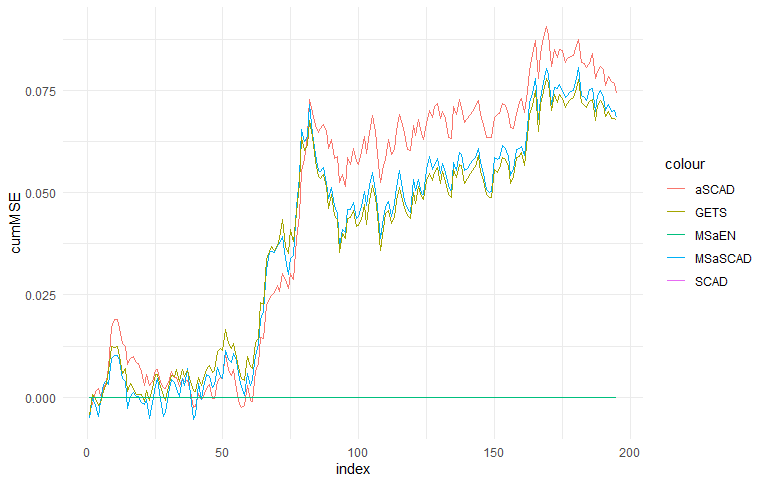 cumMSE
0.075
0.050
0.025
0.000
0
50
100
150
200
index
colour
aSCAD
GETS
MSaEN
MSaSCAD
SCAD